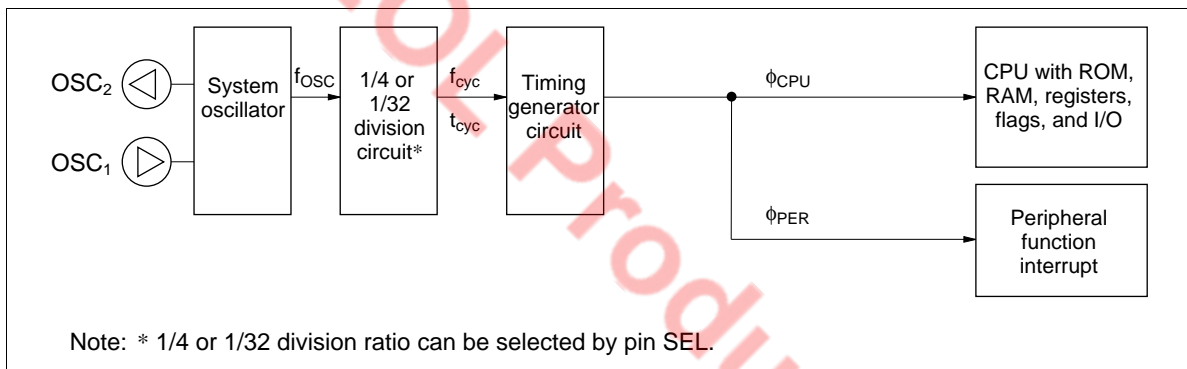 OSC₂
OSC₁
System
oscillator
fOSC
1/4 or
1/32
division
circuit*
fcyc
tcyc
Timing
generator
circuit
ϕCPU
CPU with ROM,
RAM, registers,
flags, and I/O
ϕPER
Peripheral
function
interrupt
Note: * 1/4 or 1/32 division ratio can be selected by pin SEL.
OL Produ